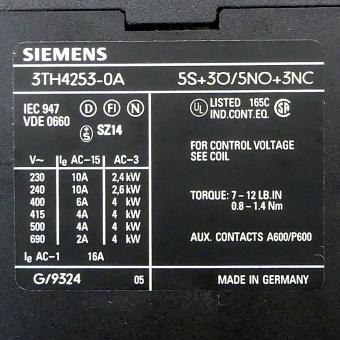 SIEMENS
3TH4253-0A 5S+3Ö/5NO+3NC
IEC 947 D FI N
VDE 0660 S SZ14
UL LISTED 165C SA
IND.CONT.EQ.
V~ Ie AC-15 AC-3
230 10A 2,4 kW
240 10A 2,6 kW
400 6A 4 kW
415 4A 4 kW
500 4A 4 kW
690 2A 4 kW
Ie AC-1 16A
FOR CONTROL VOLTAGE
SEE COIL
TORQUE: 7 – 12 LB.IN
0.8 – 1.4 Nm
AUX. CONTACTS A600/P600
G/9324 05 MADE IN GERMANY